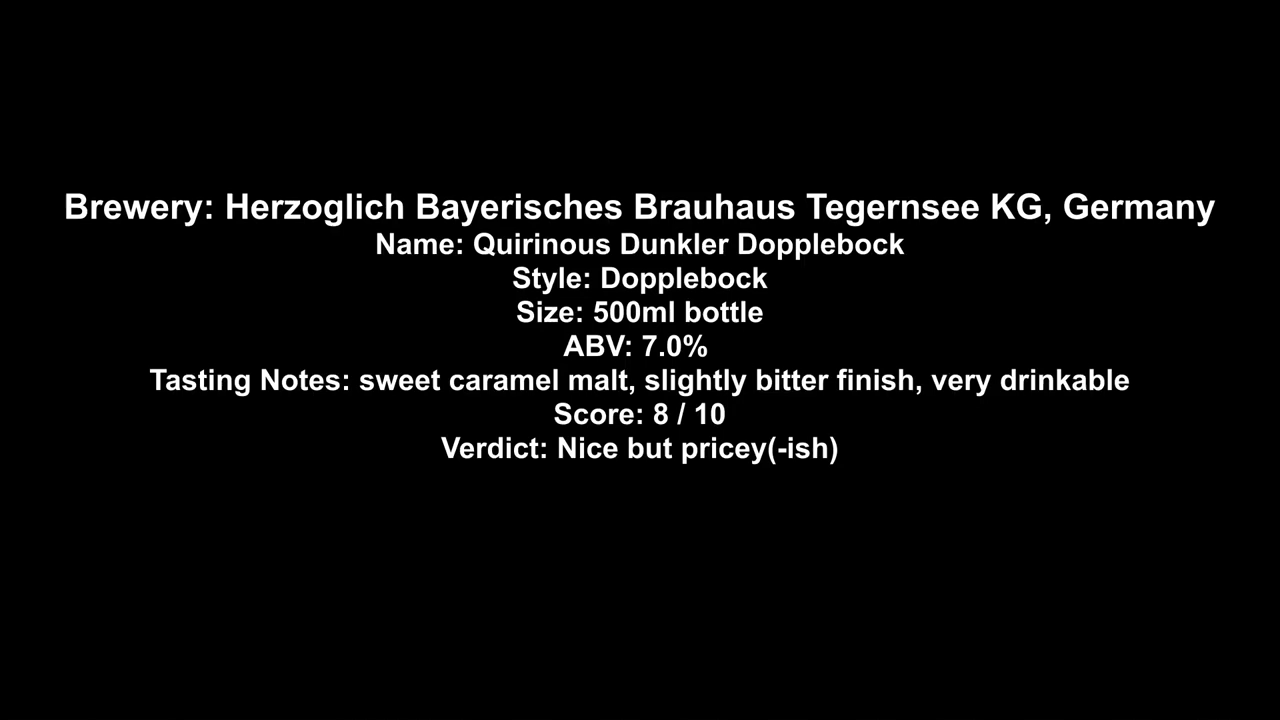 Brewery: Herzoglich Bayerisches Brauhaus Tegernsee KG, Germany
Name: Quirinous Dunkler Dopplebock
Style: Dopplebock
Size: 500ml bottle
ABV: 7.0%
Tasting Notes: sweet caramel malt, slightly bitter finish, very drinkable
Score: 8 / 10
Verdict: Nice but pricey(-ish)